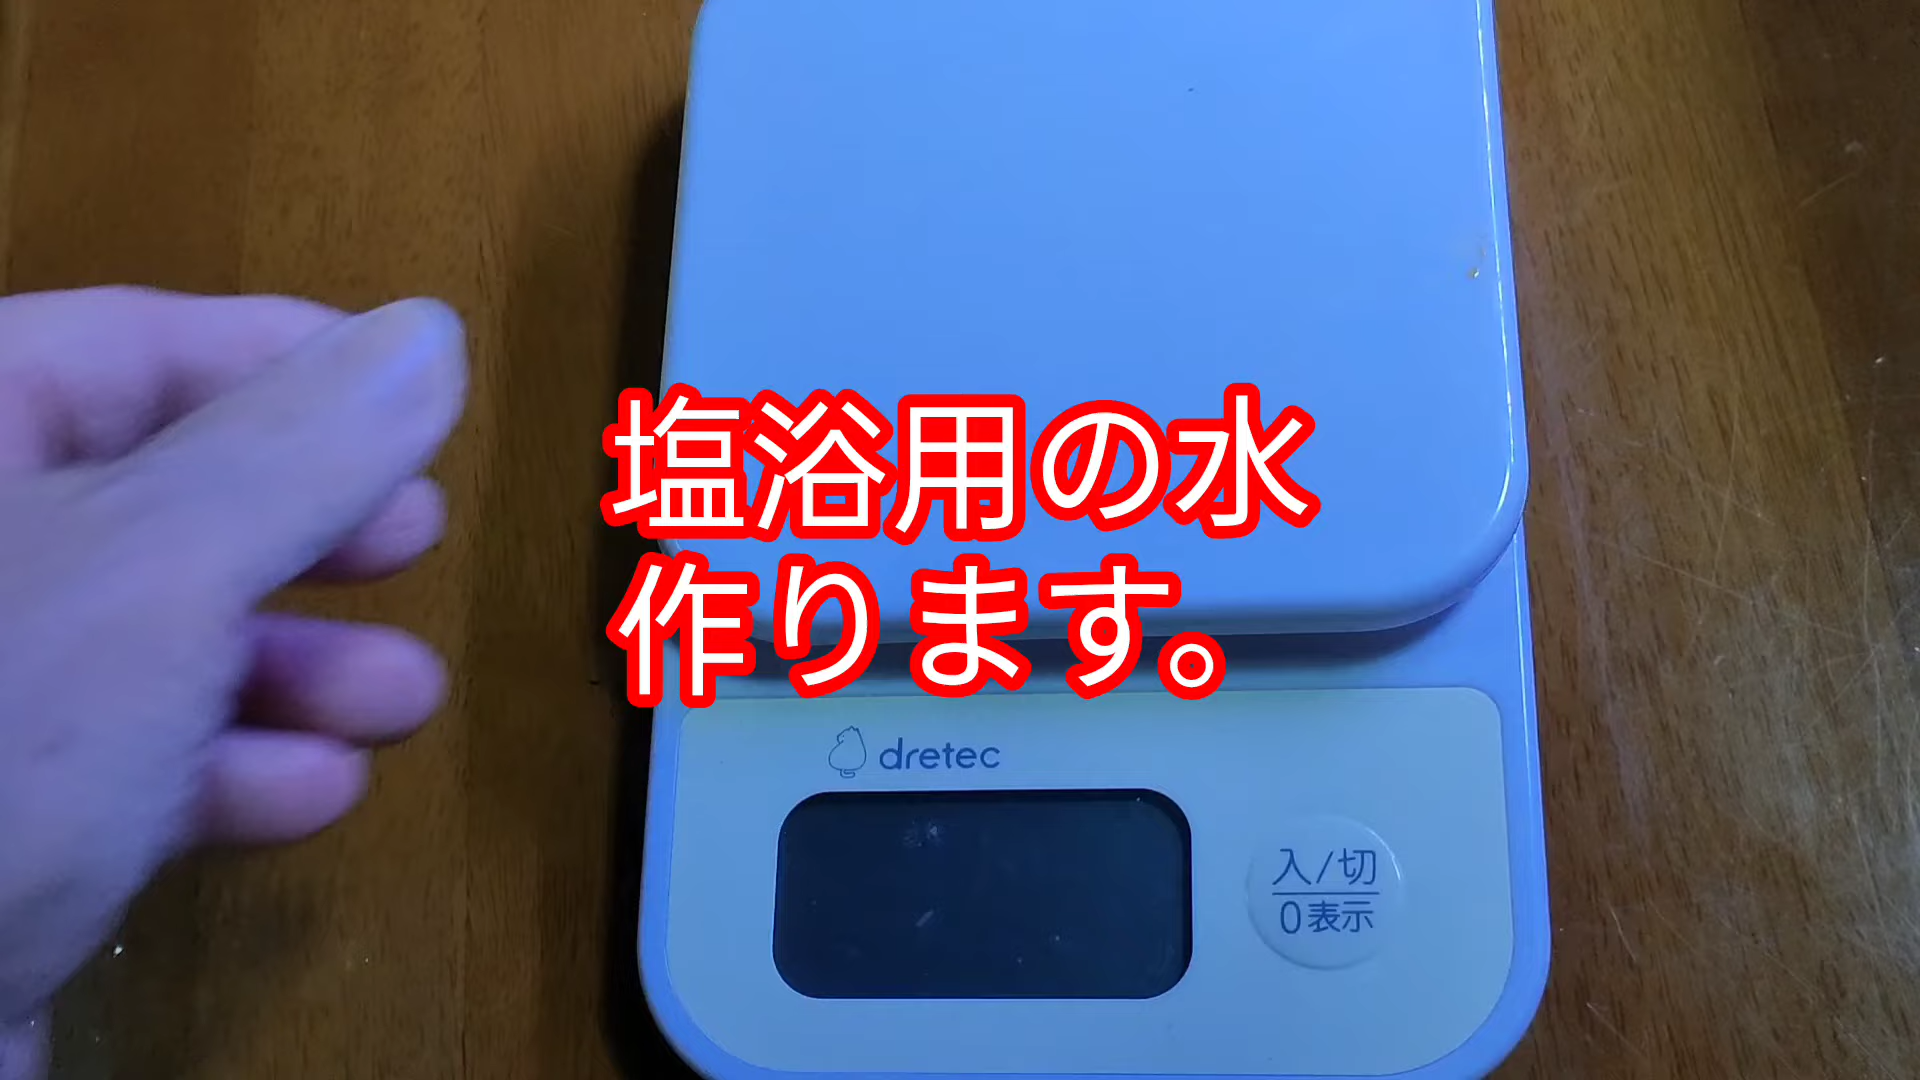 塩浴用の水
作ります。
dretec
入/切
0表示